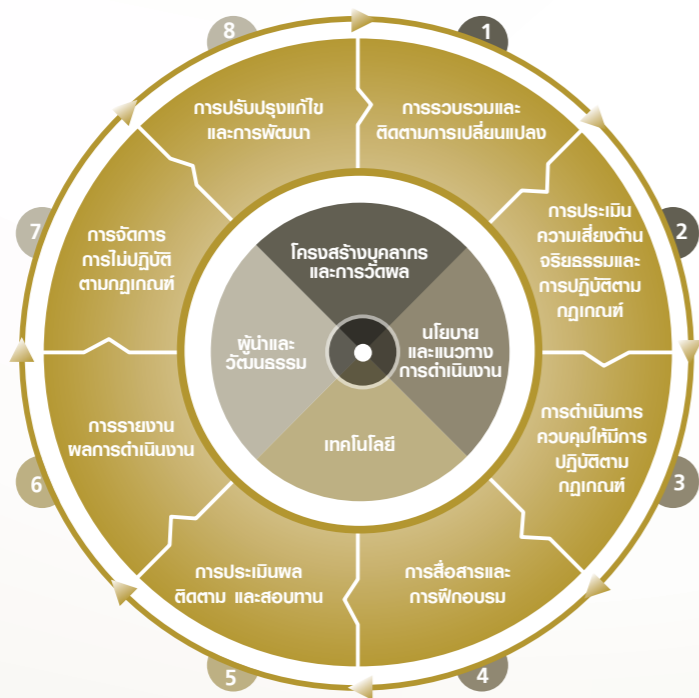 1
การรวบรวมและ
ติดตามการเปลี่ยนแปลง
2
การประเมิน
ความเสี่ยงด้าน
จริยธรรมและ
การปฏิบัติตาม
กฎเกณฑ์
3
การดำเนินการ
ควบคุมให้มีการ
ปฏิบัติตาม
กฎเกณฑ์
4
การสื่อสารและ
การฝึกอบรม
5
การประเมินผล
ติดตาม และสอบทาน
6
การรายงาน
ผลการดำเนินงาน
7
การจัดการ
การไม่ปฏิบัติ
ตามกฎเกณฑ์
8
การปรับปรุงแก้ไข
และการพัฒนา
โครงสร้างบุคลากร
และการวัดผล
นโยบาย
และแนวทาง
การดำเนินงาน
เทคโนโลยี
ผู้นำและ
วัฒนธรรม